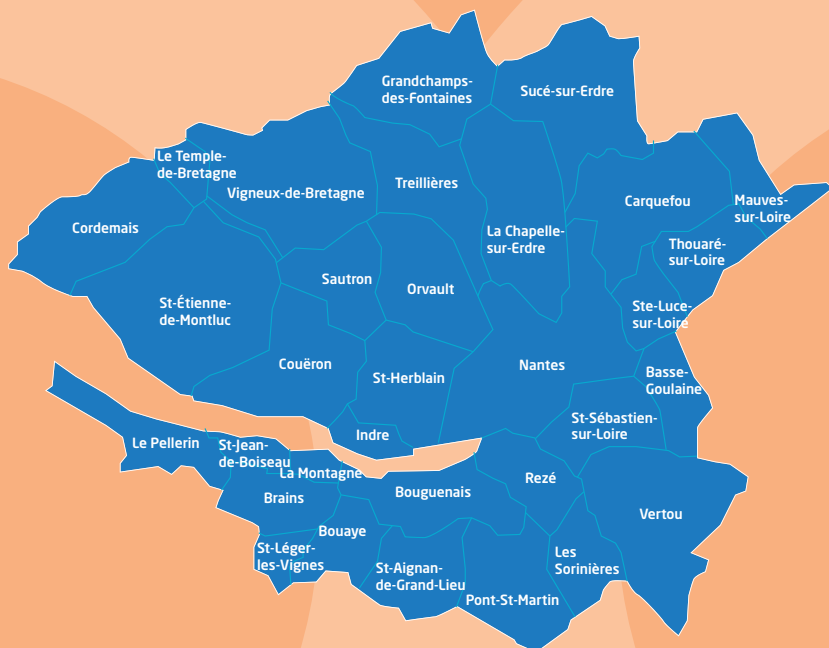 Grandchamps-
des-Fontaines
Sucé-sur-Erdre
Le Temple-
de-Bretagne
Vigneux-de-Bretagne
Treillières
Carquefou
Mauves-
sur-Loire
Cordemais
La Chapelle-
sur-Erdre
Thouaré-
sur-Loire
Sautron
Orvault
St-Étienne-
de-Montluc
Ste-Luce-
sur-Loire
Couëron
St-Herblain
Nantes
Basse-
Goulaine
St-Sébastien-
sur-Loire
Indre
Le Pellerin
St-Jean-
de-Boiseau
La Montagne
Rezé
Brains
Bouguenais
Vertou
Bouaye
St-Léger-
les-Vignes
Les
Sorinières
St-Aignan-
de-Grand-Lieu
Pont-St-Martin